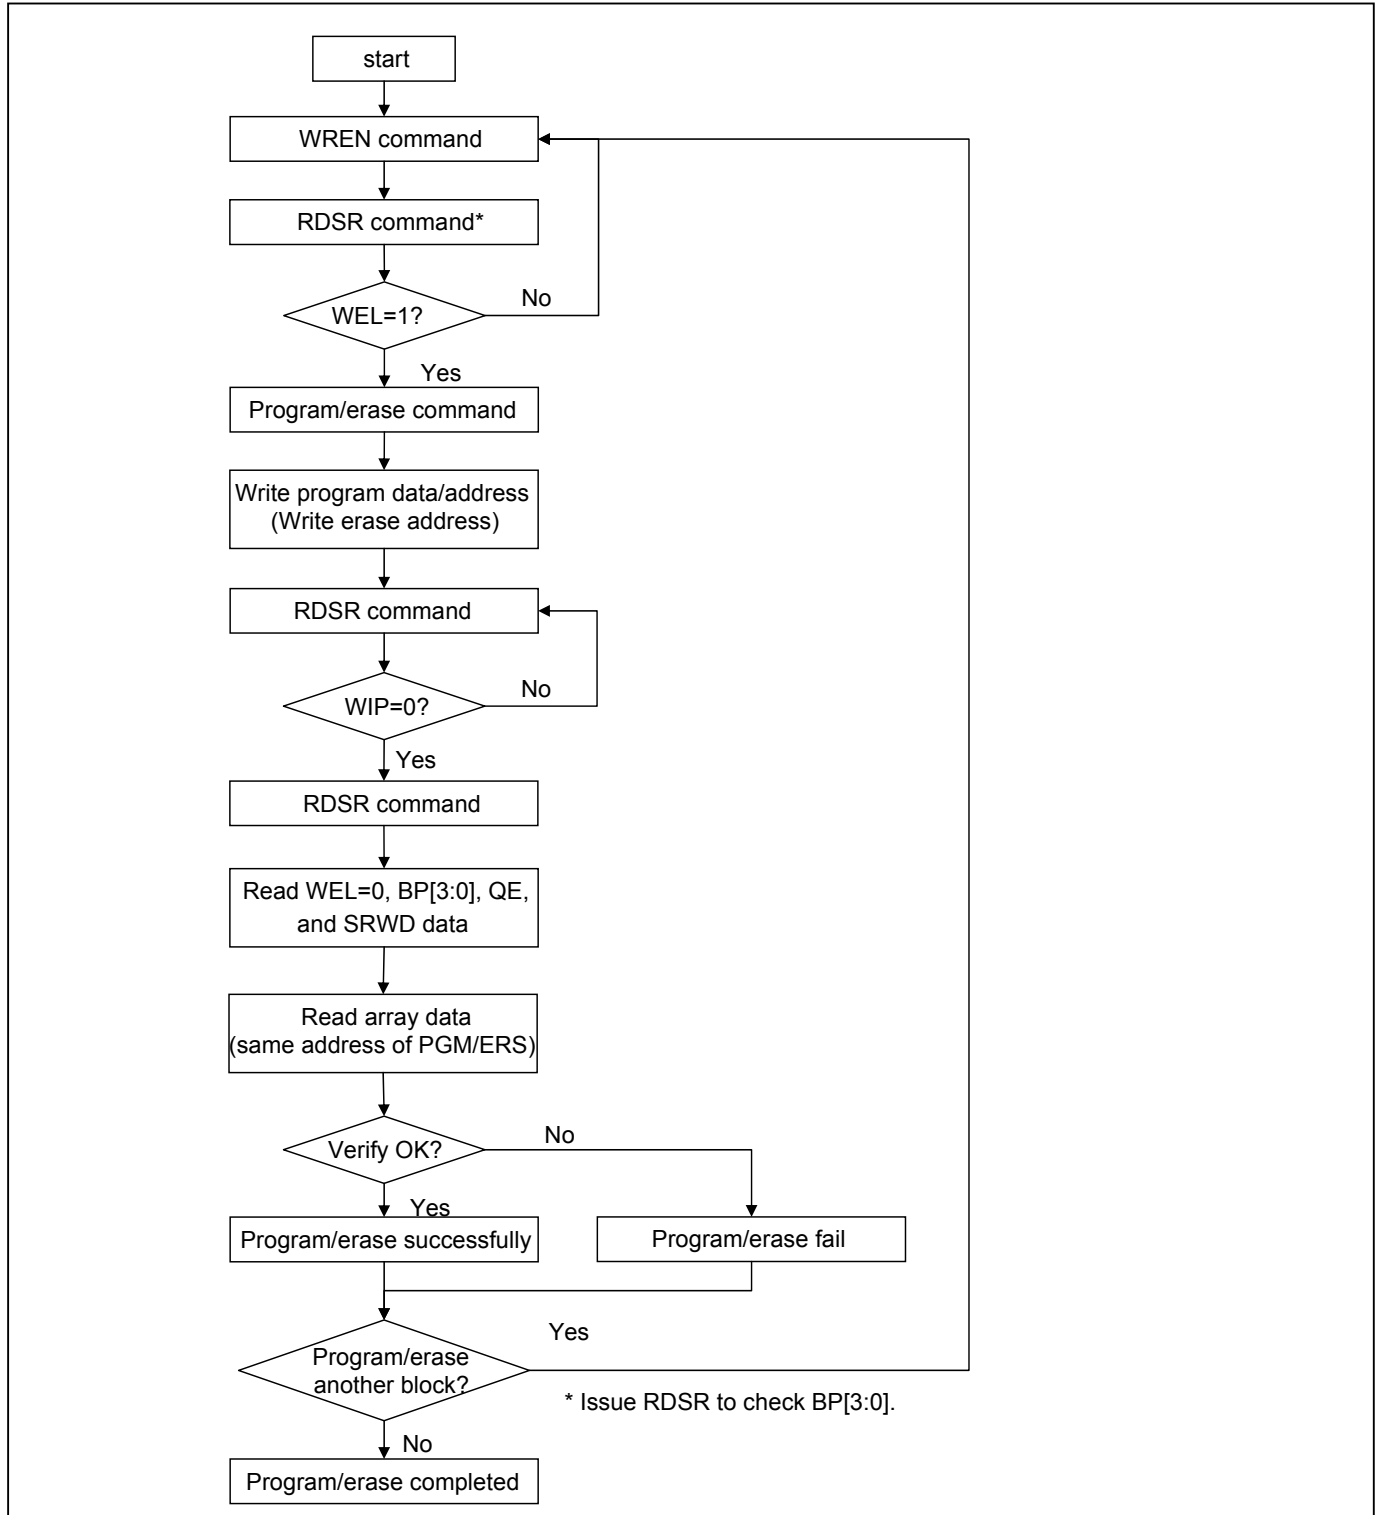 start
WREN command
RDSR command*
WEL=1?
No
Yes
Program/erase command
Write program data/address
(Write erase address)
RDSR command
WIP=0?
No
Yes
RDSR command
Read WEL=0, BP[3:0], QE,
and SRWD data
Read array data
(same address of PGM/ERS)
Verify OK?
No
Yes
Program/erase successfully
Program/erase fail
Yes
Program/erase
another block?
* Issue RDSR to check BP[3:0].
No
Program/erase completed